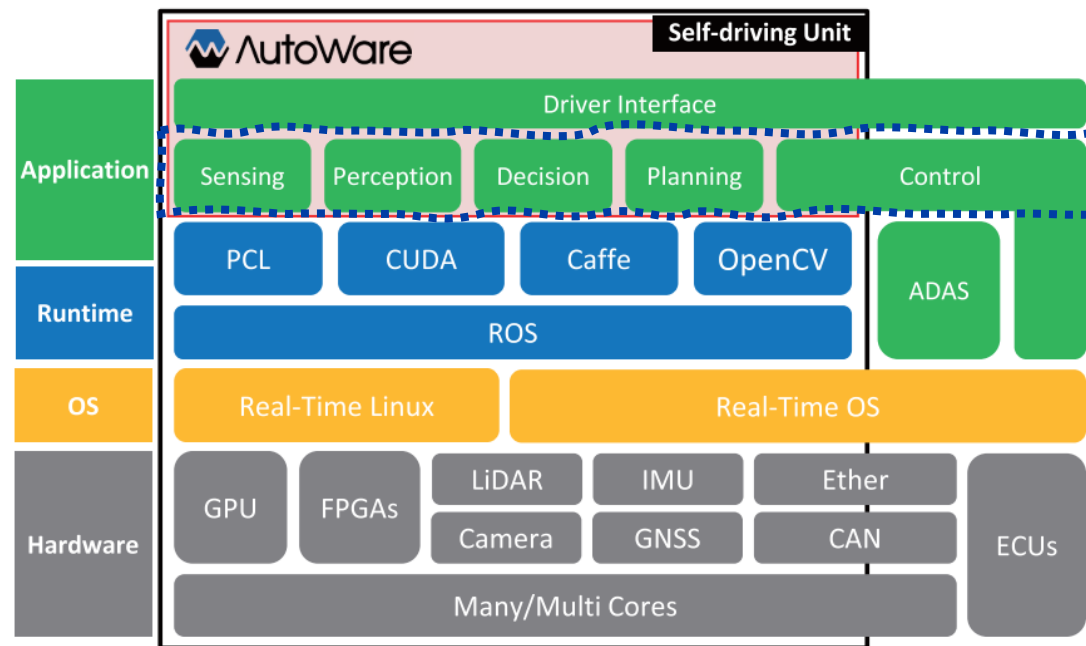 AutoWare
Self-driving Unit
Driver Interface
Application
Sensing
Perception
Decision
Planning
Control
PCL
CUDA
Caffe
OpenCV
ADAS
Runtime
ROS
OS
Real-Time Linux
Real-Time OS
Hardware
GPU
FPGAs
LiDAR
IMU
Ether
Camera
GNSS
CAN
ECUs
Many/Multi Cores